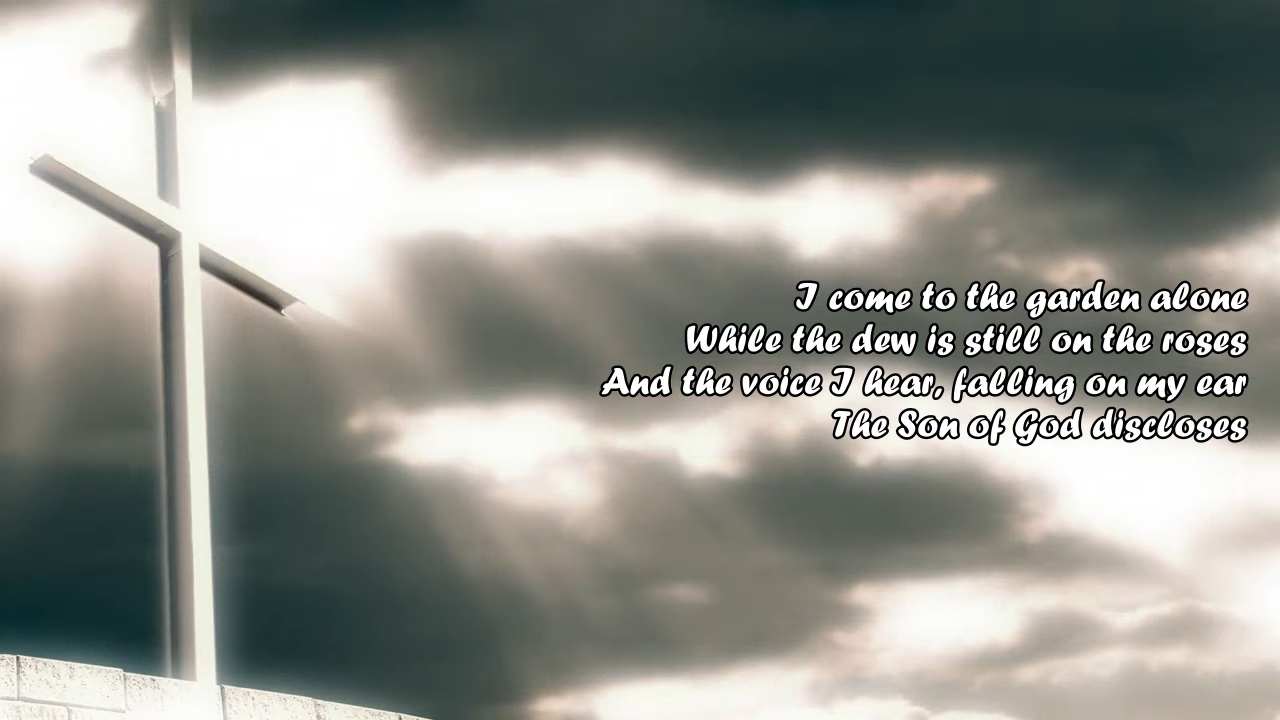 I come to the garden alone
While the dew is still on the roses
And the voice I hear, falling on my ear
The Son of God discloses